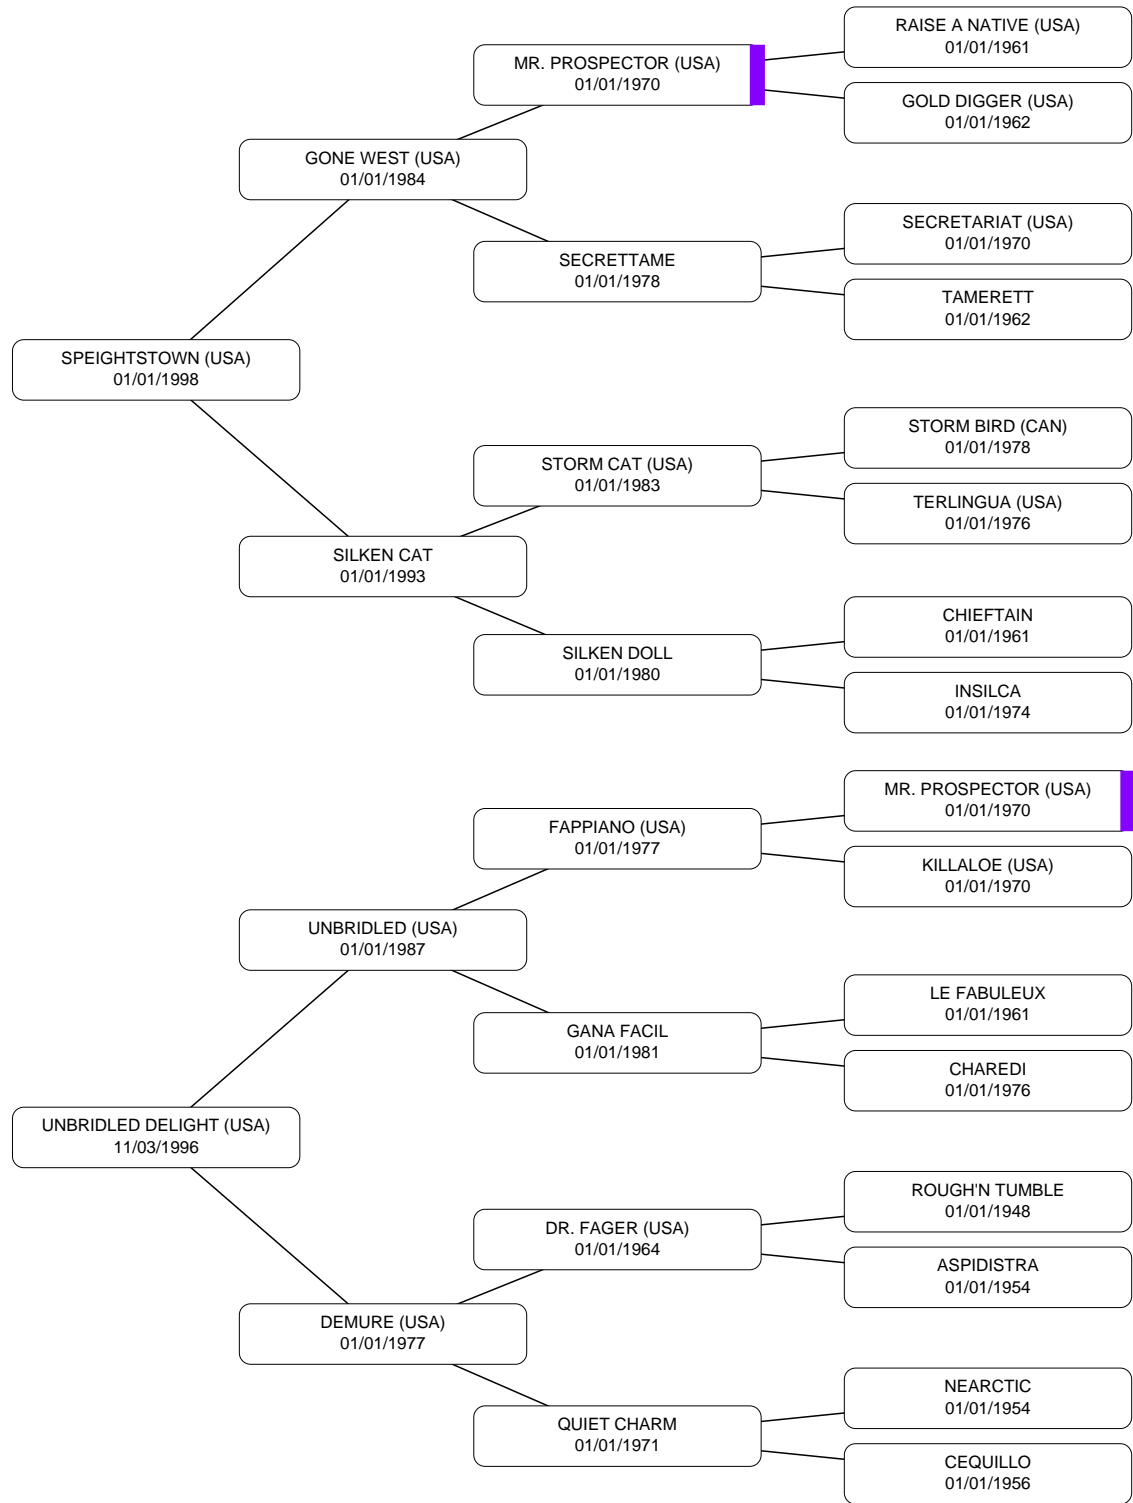 RAISE A NATIVE (USA)
01/01/1961
MR. PROSPECTOR (USA)
01/01/1970
GOLD DIGGER (USA)
01/01/1962
GONE WEST (USA)
01/01/1984
SECRETARIAT (USA)
01/01/1970
SECRETTAME
01/01/1978
TAMERETT
01/01/1962
SPEIGHTSTOWN (USA)
01/01/1998
STORM BIRD (CAN)
01/01/1978
STORM CAT (USA)
01/01/1983
TERLINGUA (USA)
01/01/1976
SILKEN CAT
01/01/1993
CHIEFTAIN
01/01/1961
SILKEN DOLL
01/01/1980
INSILCA
01/01/1974
MR. PROSPECTOR (USA)
01/01/1970
FAPPIANO (USA)
01/01/1977
KILLALOE (USA)
01/01/1970
UNBRIDLED (USA)
01/01/1987
LE FABULEUX
01/01/1961
GANA FACIL
01/01/1981
CHAREDI
01/01/1976
UNBRIDLED DELIGHT (USA)
11/03/1996
ROUGH'N TUMBLE
01/01/1948
DR. FAGER (USA)
01/01/1964
ASPIDISTRA
01/01/1954
DEMURE (USA)
01/01/1977
NEARCTIC
01/01/1954
QUIET CHARM
01/01/1971
CEQUILLO
01/01/1956